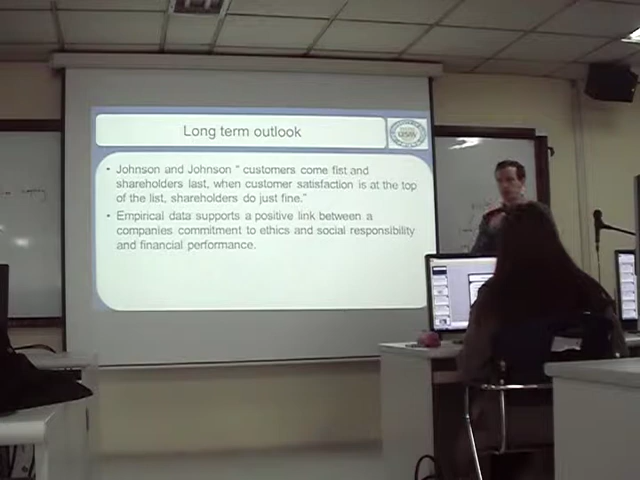 Long term outlook
• Johnson and Johnson “ customers come fist and
shareholders last, when customer satisfaction is at the top
of the list, shareholders do just fine.”
• Empirical data supports a positive link between a
companies commitment to ethics and social responsibility
and financial performance.